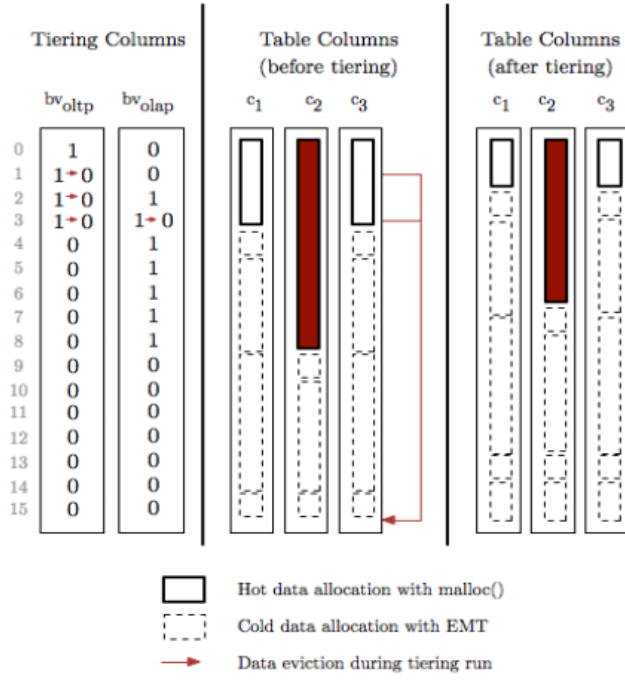 Tiering Columns
Table Columns
(before tiering)
Table Columns
(after tiering)
bv oltp bv olap
c1 c2 c3
c1 c2 c3
0 1 0
1 1→0 0
2 1→0 1
3 1→0 1→0
4 0 1
5 0 1
6 0 1
7 0 1
8 0 1
9 0 0
10 0 0
11 0 0
12 0 0
13 0 0
14 0 0
15 0 0
Hot data allocation with malloc()
Cold data allocation with EMT
Data eviction during tiering run